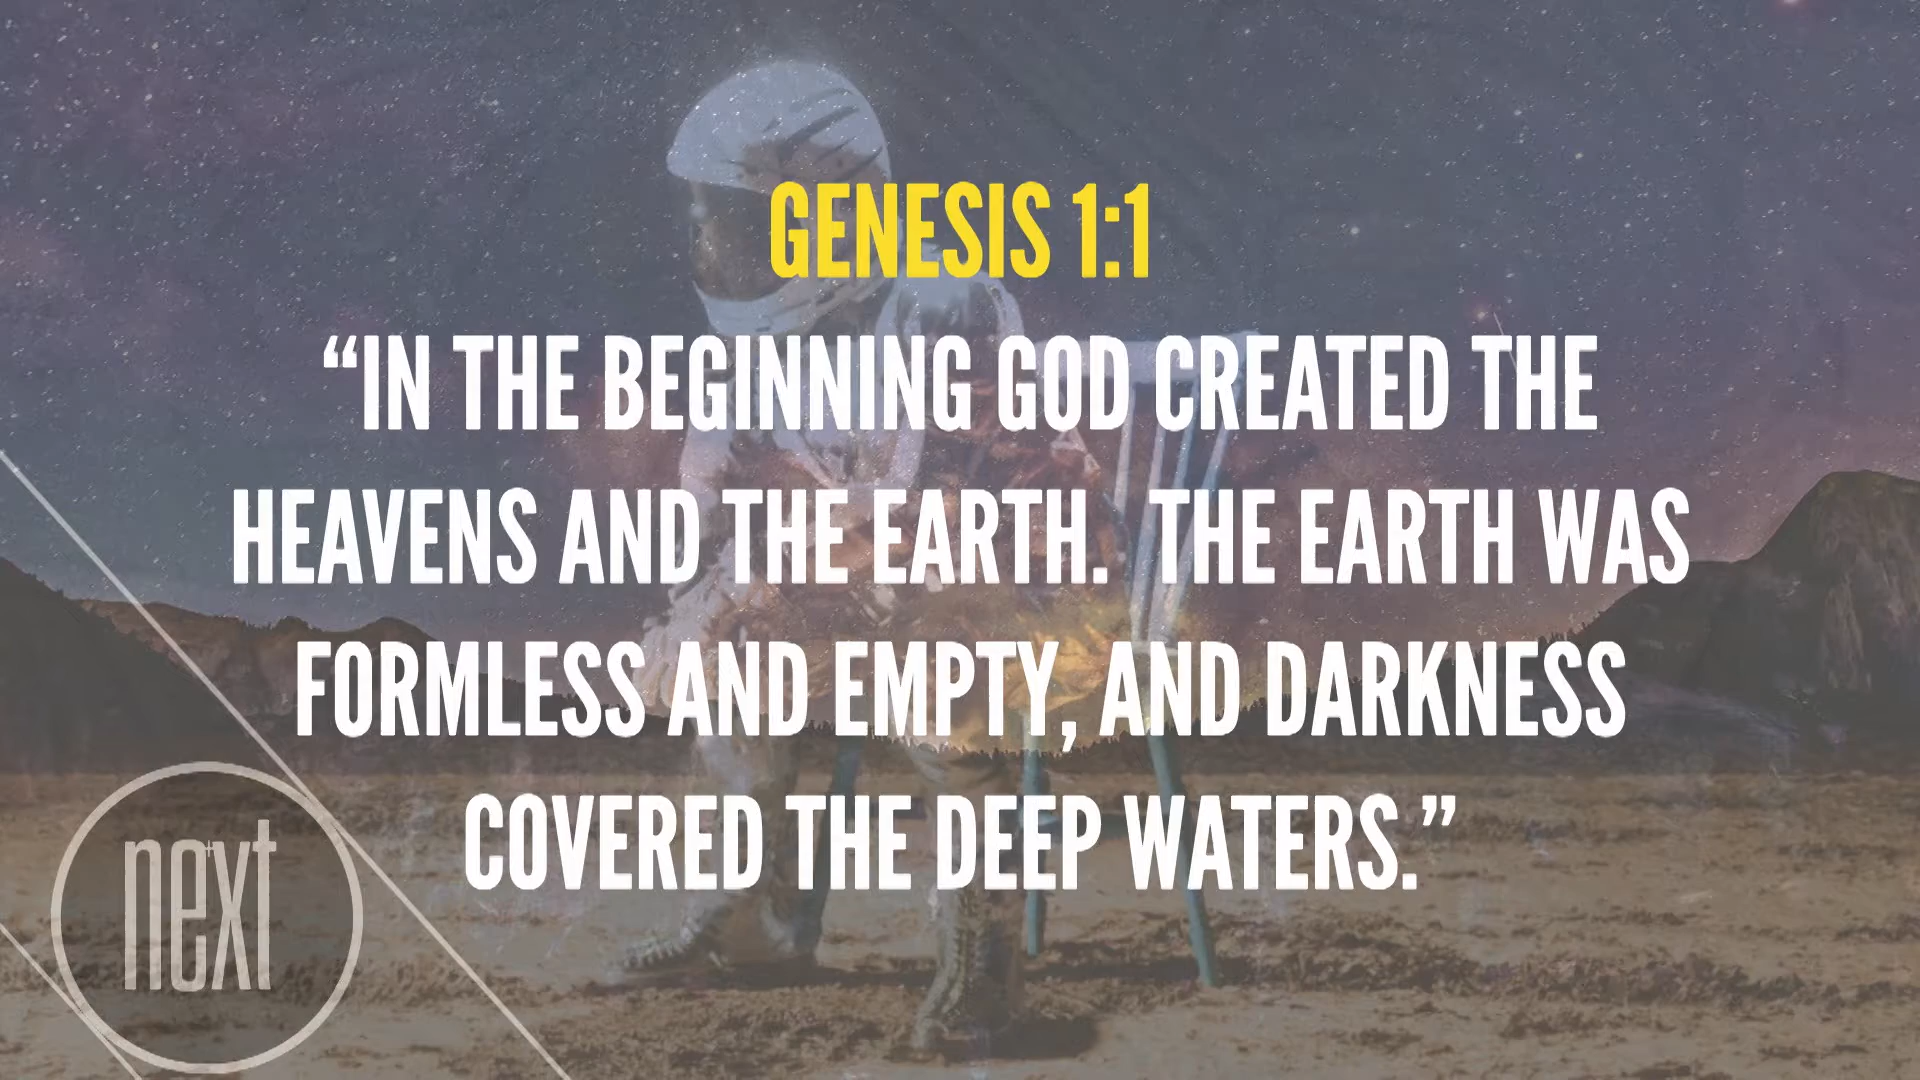 GENESIS 1:1
“IN THE BEGINNING GOD CREATED THE
HEAVENS AND THE EARTH.  THE EARTH WAS
FORMLESS AND EMPTY, AND DARKNESS
COVERED THE DEEP WATERS.”
next